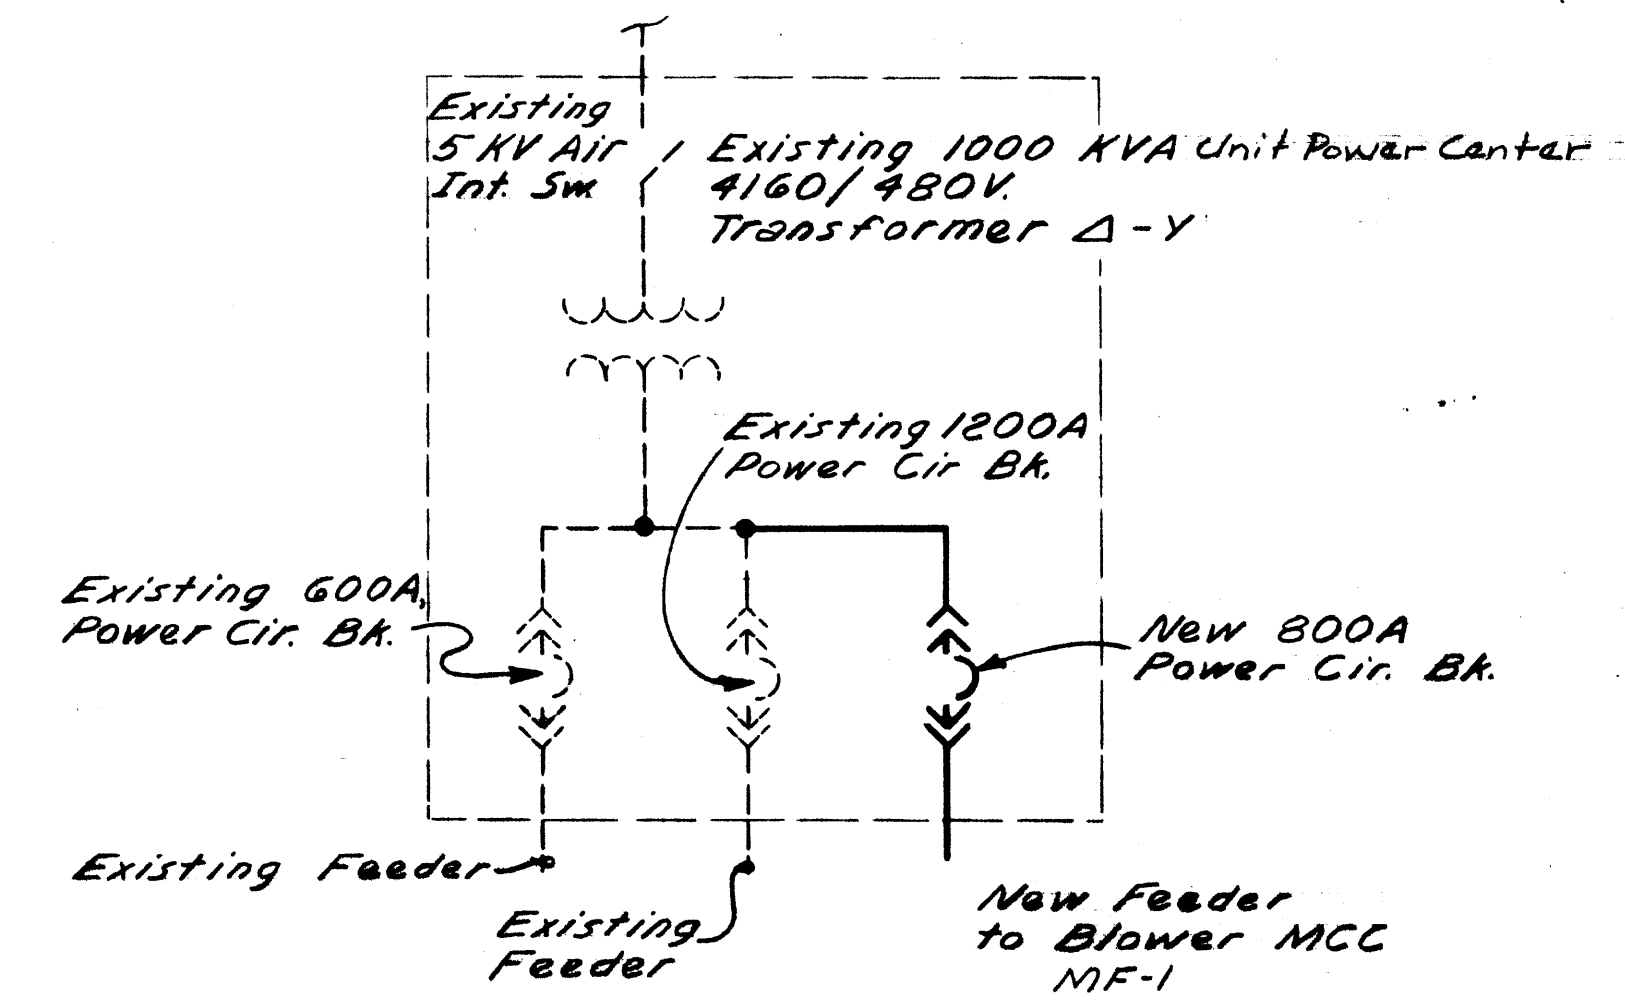 Existing
5 KV Air
Int. Sw
Existing 1000 KVA Unit Power Center
4160/480V.
Transformer Δ-Y
Existing 1200A
Power Cir Bk.
Existing 600A,
Power Cir. Bk.
New 800A
Power Cir. Bk.
Existing Feeder
Existing
Feeder
New Feeder
to Blower MCC
MF-1